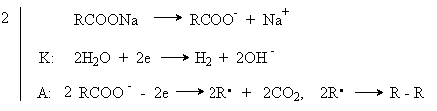 2 | RCOONa ⟶ RCOO⁻ + Na⁺
K: 2H₂O + 2e ⟶ H₂ + 2OH⁻
A: 2 RCOO⁻ - 2e ⟶ 2R• + 2CO₂, 2R• ⟶ R - R